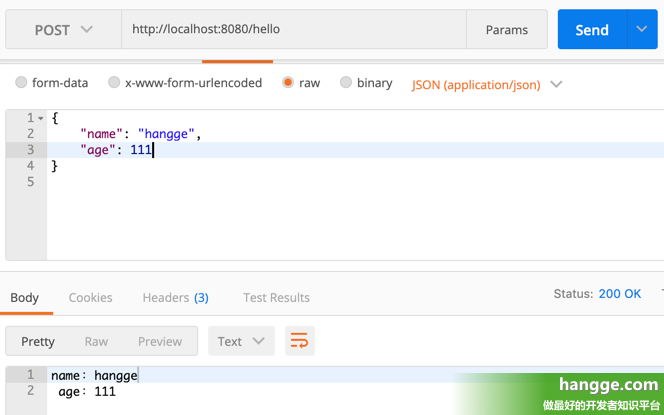 POST http://localhost:8080/hello Params Send
form-data x-www-form-urlencoded raw binary JSON (application/json)
1 {
2 "name": "hangge",
3 "age": 111
4 }
5
Body Cookies Headers (3) Test Results Status: 200 OK
Pretty Raw Preview Text
1 name: hangge
2 age: 111
hangge.com
做最好的开发者知识平台